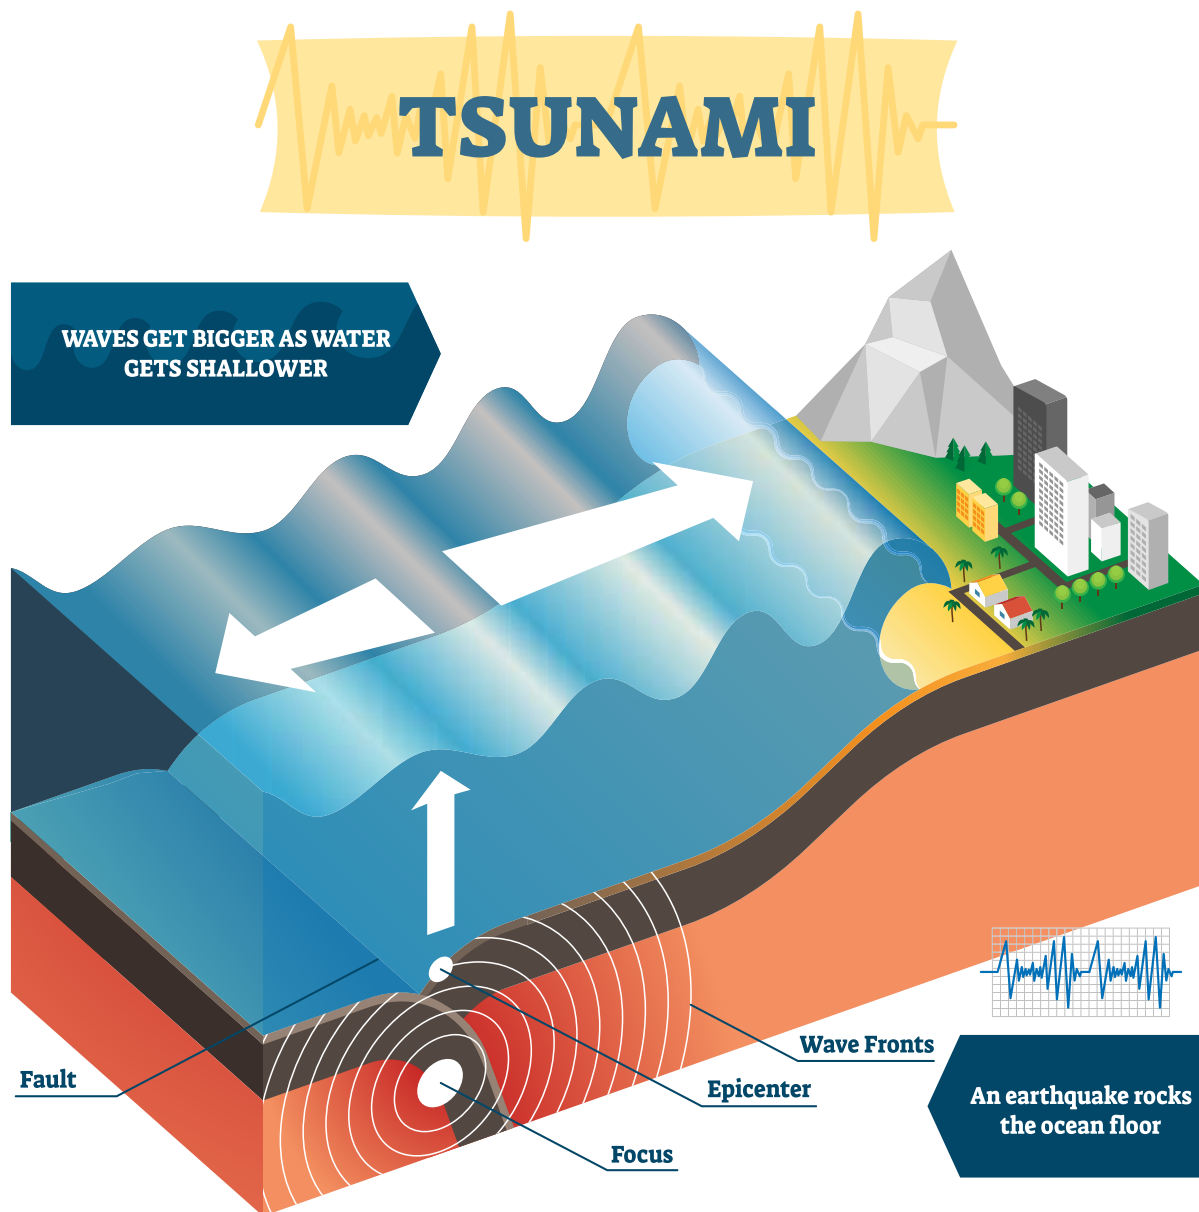 TSUNAMI
WAVES GET BIGGER AS WATER
GETS SHALLOWER
Fault
Wave Fronts
Epicenter
Focus
An earthquake rocks
the ocean floor